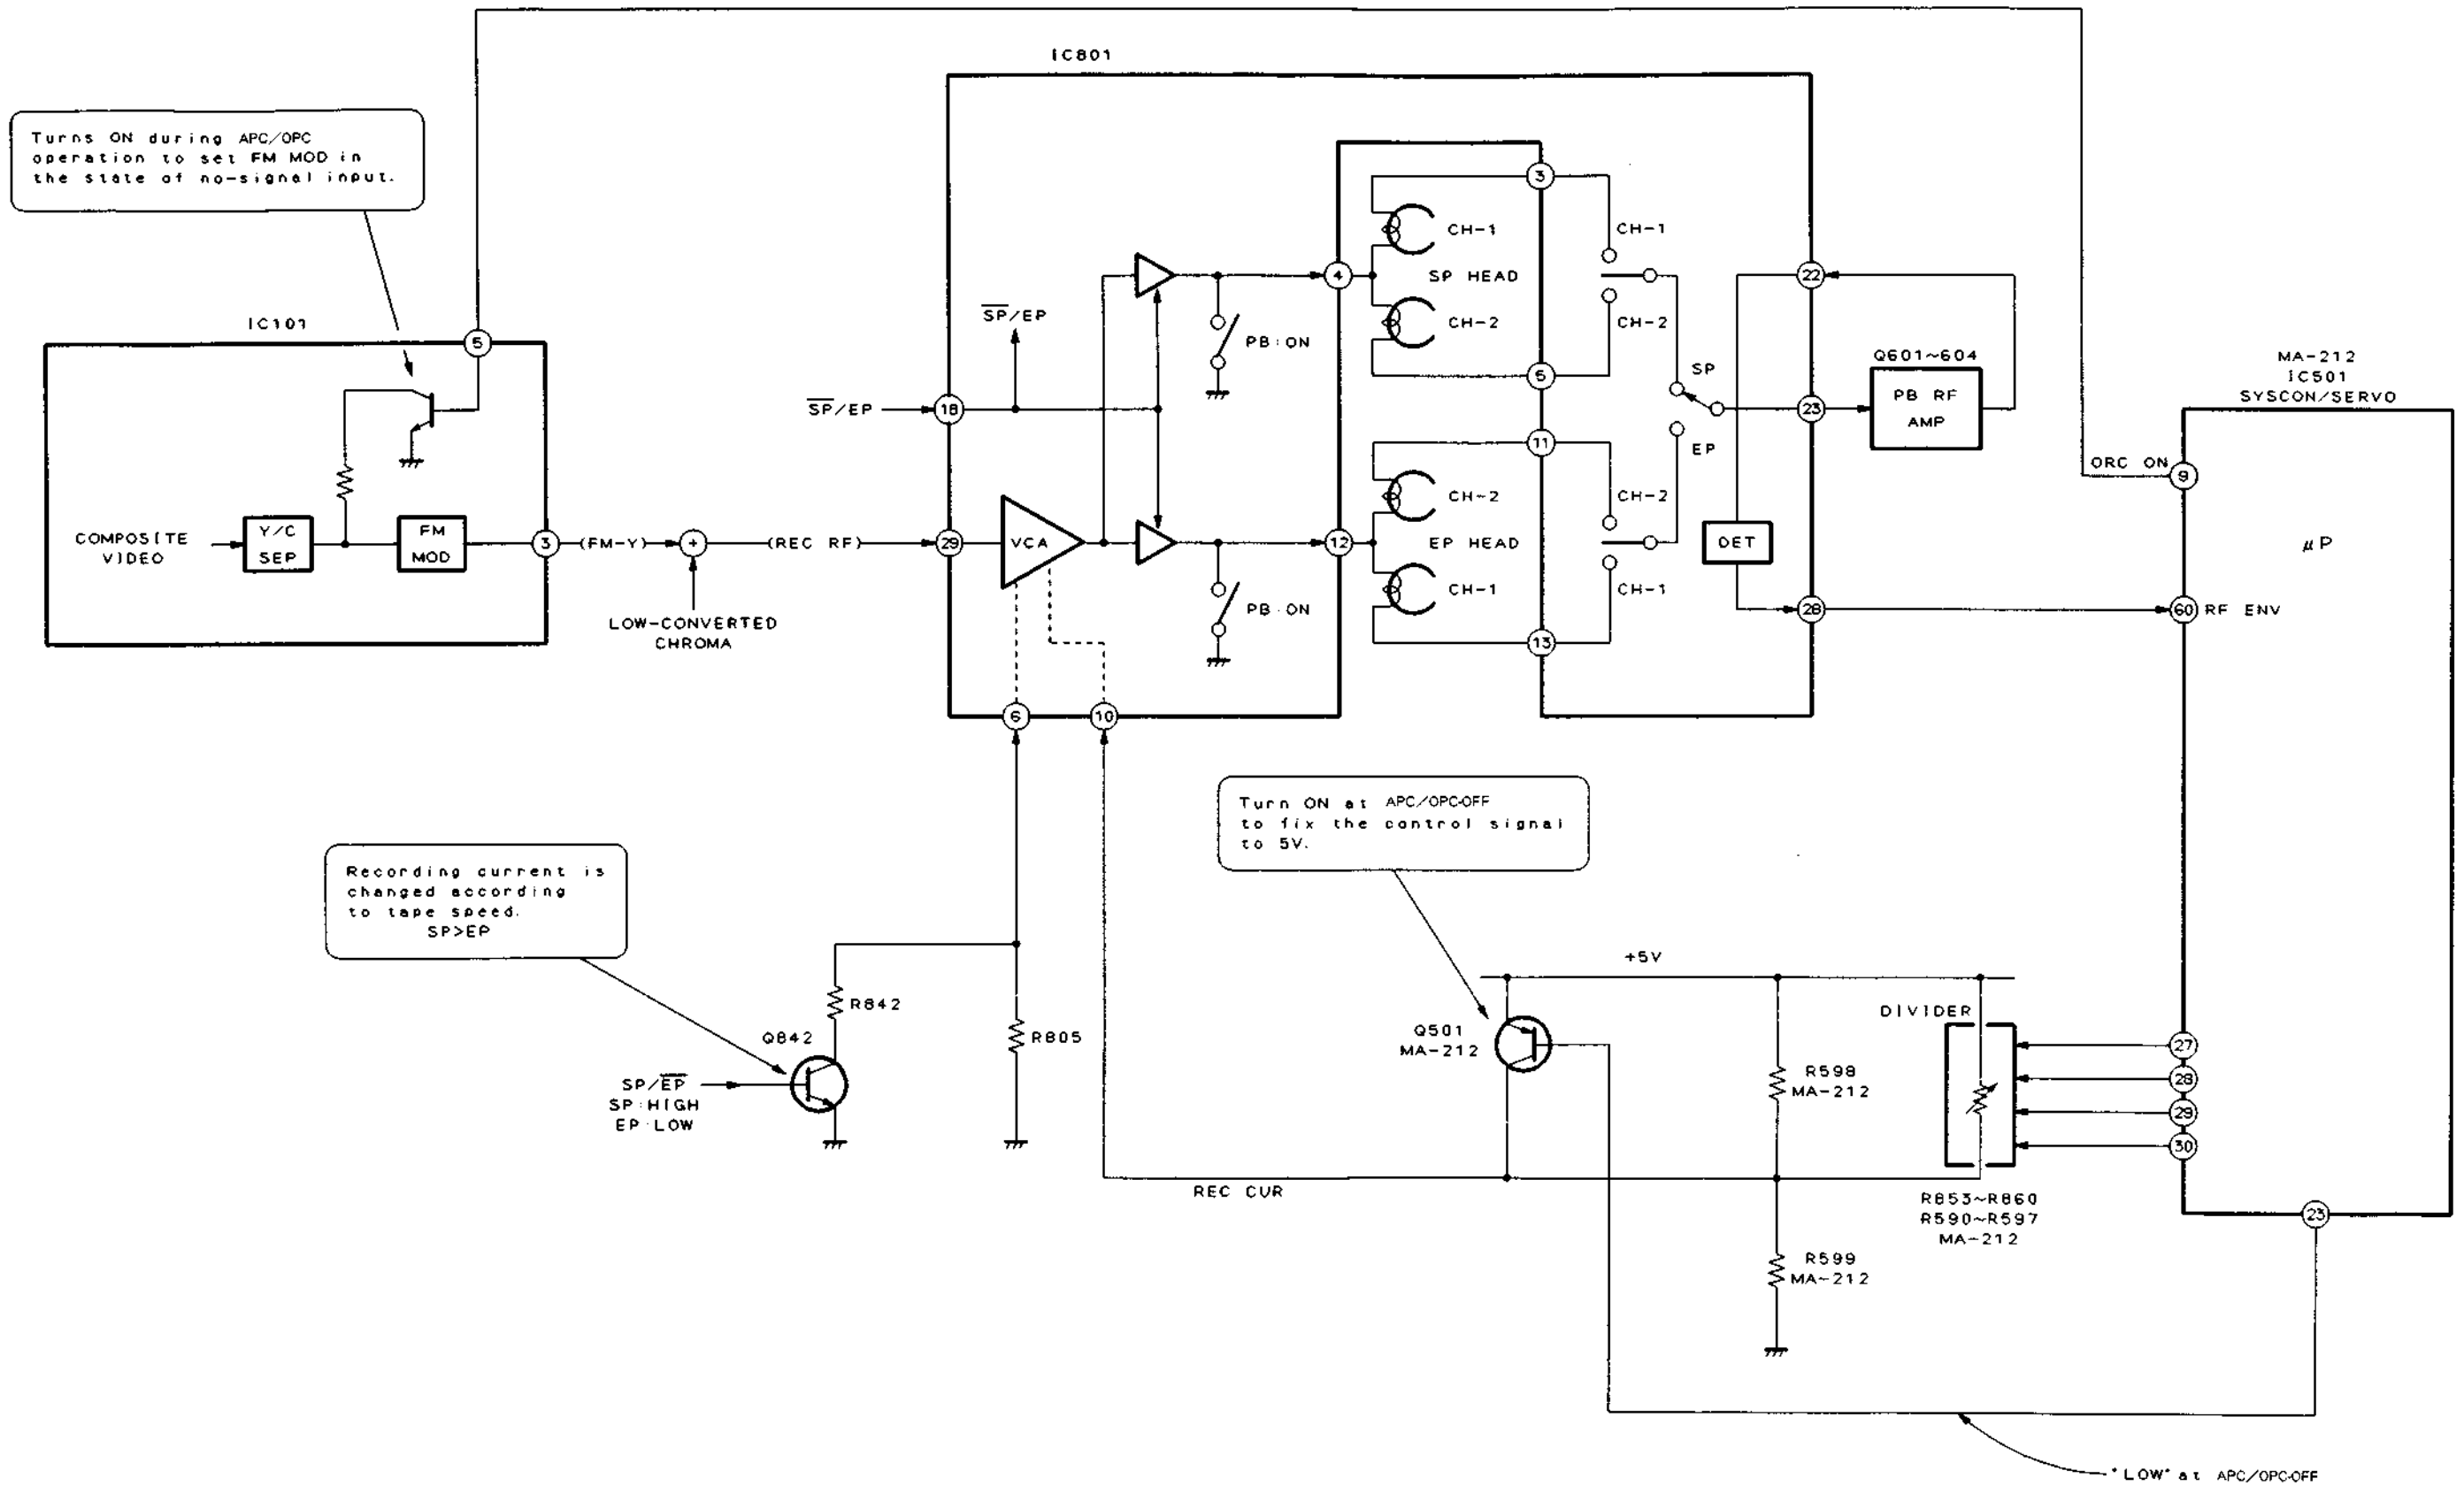 IC801
Turns ON during APC/OPC
operation to set FM MOD in
the state of no-signal input.
IC101
5
COMPOSITE
VIDEO
Y/C
SEP
FM
MOD
3
(FM-Y)
+
(REC RF)
LOW-CONVERTED
CHROMA
SP/EP
18
SP/EP
29
VCA
6
10
PB:ON
PB:ON
4
12
CH-1
SP HEAD
CH-2
CH-2
EP HEAD
CH-1
3
5
11
13
CH-1
CH-2
CH-2
CH-1
SP
EP
DET
22
23
28
Q601~604
PB RF
AMP
MA-212
IC501
SYSCON/SERVO
ORC ON
9
μP
60
RF ENV
Recording current is
changed according
to tape speed.
SP>EP
Q842
R842
R805
SP/EP
SP:HIGH
EP:LOW
Turn ON at APC/OPC-OFF
to fix the control signal
to 5V.
+5V
Q501
MA-212
R598
MA-212
DIVIDER
27
28
29
30
REC CUR
R853~R860
R590~R597
MA-212
23
R599
MA-212
"LOW" at APC/OPC-OFF